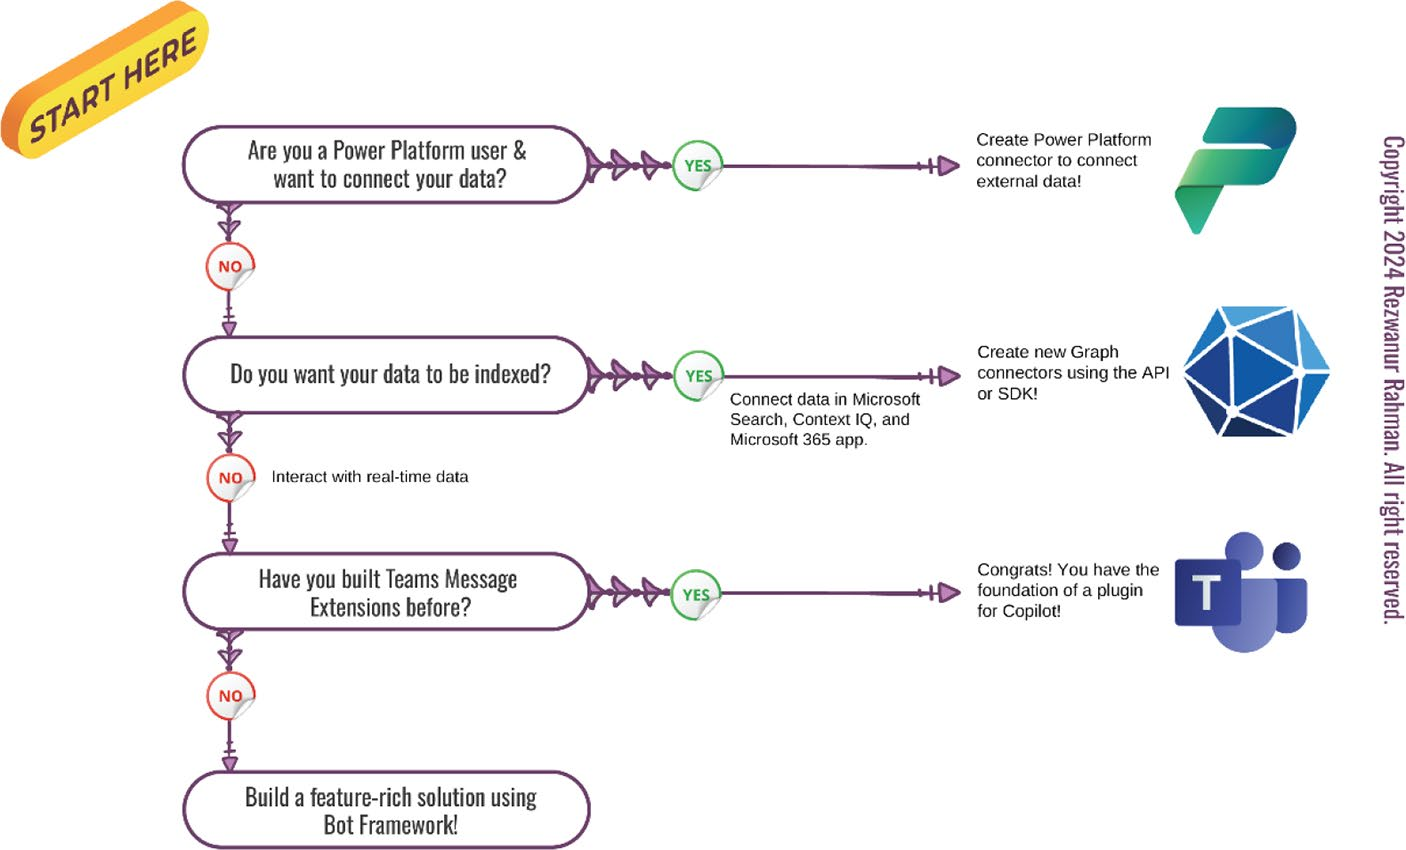 START HERE
Are you a Power Platform user &
want to connect your data?
YES
Create Power Platform
connector to connect
external data!
NO
Do you want your data to be indexed?
YES
Connect data in Microsoft
Search, Context IQ, and
Microsoft 365 app.
Create new Graph
connectors using the API
or SDK!
NO
Interact with real-time data
Have you built Teams Message
Extensions before?
YES
Congrats! You have the
foundation of a plugin
for Copilot!
T
NO
Build a feature-rich solution using
Bot Framework!
Copyright 2024 Rezwanur Rahman. All right reserved.